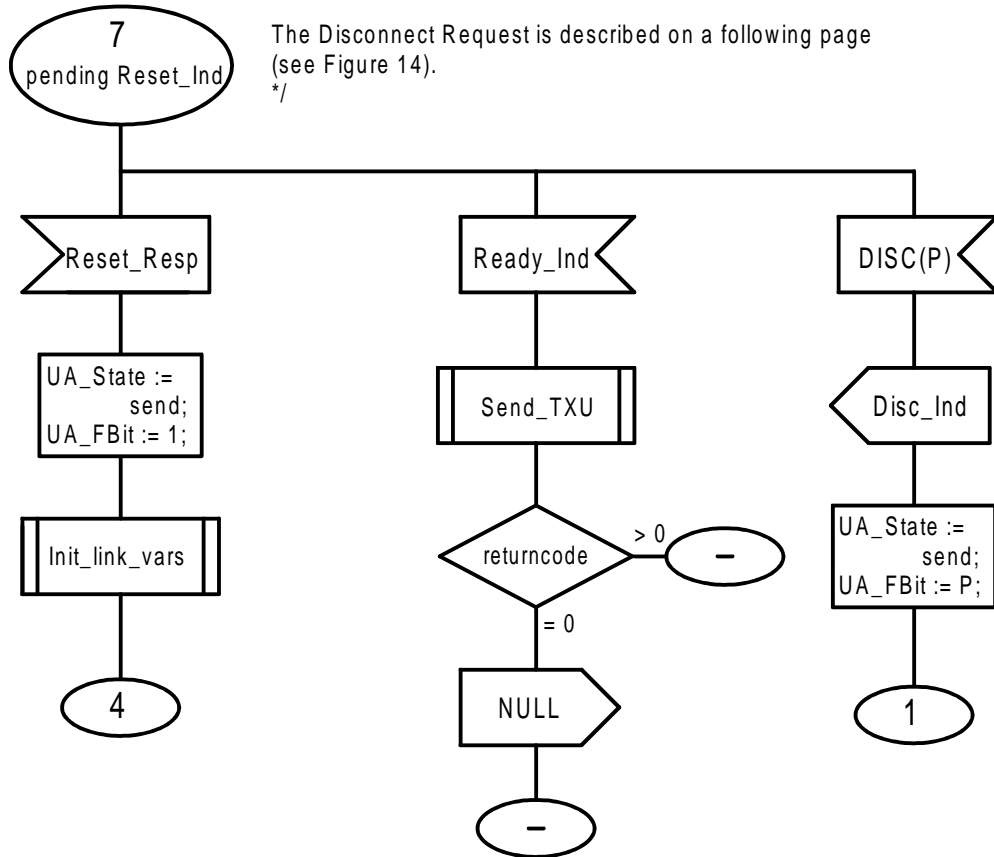 7
pending Reset_Ind
The Disconnect Request is described on a following page
(see Figure 14).
*/
Reset_Resp
Ready_Ind
DISC(P)
UA_State :=
send;
UA_FBit := 1;
Send_TXU
Disc_Ind
Init_link_vars
returncode
> 0
–
= 0
UA_State :=
send;
UA_FBit := P;
4
NULL
1
–